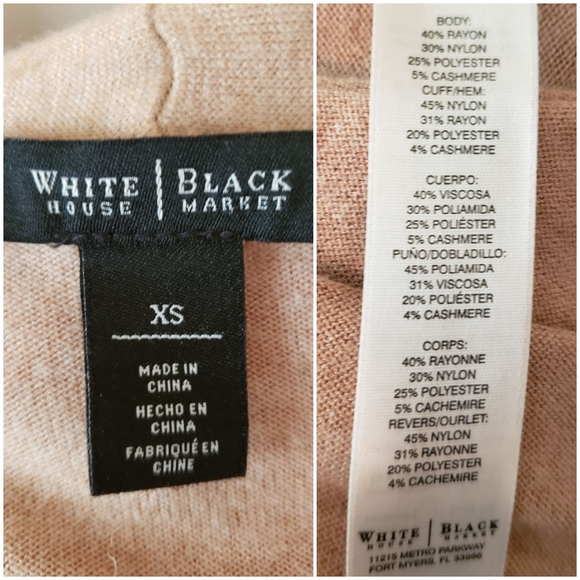 WHITE | BLACK
HOUSE MARKET
XS
MADE IN
CHINA
HECHO EN
CHINA
FABRIQUÉ EN
CHINE
BODY:
40% RAYON
30% NYLON
25% POLYESTER
5% CASHMERE
CUFF/HEM:
45% NYLON
31% RAYON
20% POLYESTER
4% CASHMERE
CUERPO:
40% VISCOSA
30% POLIAMIDA
25% POLIÉSTER
5% CASHMERE
PUÑO/DOBLADILLO:
45% POLIAMIDA
31% VISCOSA
20% POLIÉSTER
4% CASHMERE
CORPS:
40% RAYONNE
30% NYLON
25% POLYESTER
5% CACHEMIRE
REVERS/OURLET:
45% NYLON
31% RAYONNE
20% POLYESTER
4% CACHEMIRE
WHITE | BLACK
HOUSE MARKET
11215 METRO PARKWAY
FORT MYERS, FL 33966